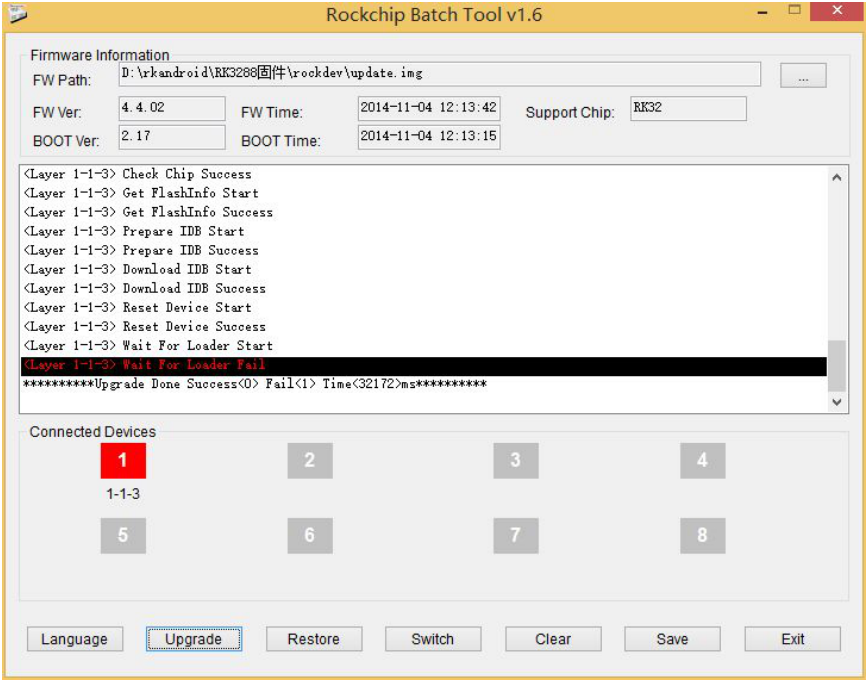 Rockchip Batch Tool v1.6
Firmware Information
FW Path: D:\rkandroid\RK3288固件\rockdev\update.img ...
FW Ver: 4.4.02 FW Time: 2014-11-04 12:13:42 Support Chip: RK32
BOOT Ver: 2.17 BOOT Time: 2014-11-04 12:13:15
<Layer 1-1-3> Check Chip Success
<Layer 1-1-3> Get FlashInfo Start
<Layer 1-1-3> Get FlashInfo Success
<Layer 1-1-3> Prepare IDB Start
<Layer 1-1-3> Prepare IDB Success
<Layer 1-1-3> Download IDB Start
<Layer 1-1-3> Download IDB Success
<Layer 1-1-3> Reset Device Start
<Layer 1-1-3> Reset Device Success
<Layer 1-1-3> Wait For Loader Start
<Layer 1-1-3> Wait For Loader Fail
**********Upgrade Done Success<0> Fail<1> Time<32172>ms**********
Connected Devices
1 2 3 4
1-1-3
5 6 7 8
Language Upgrade Restore Switch Clear Save Exit